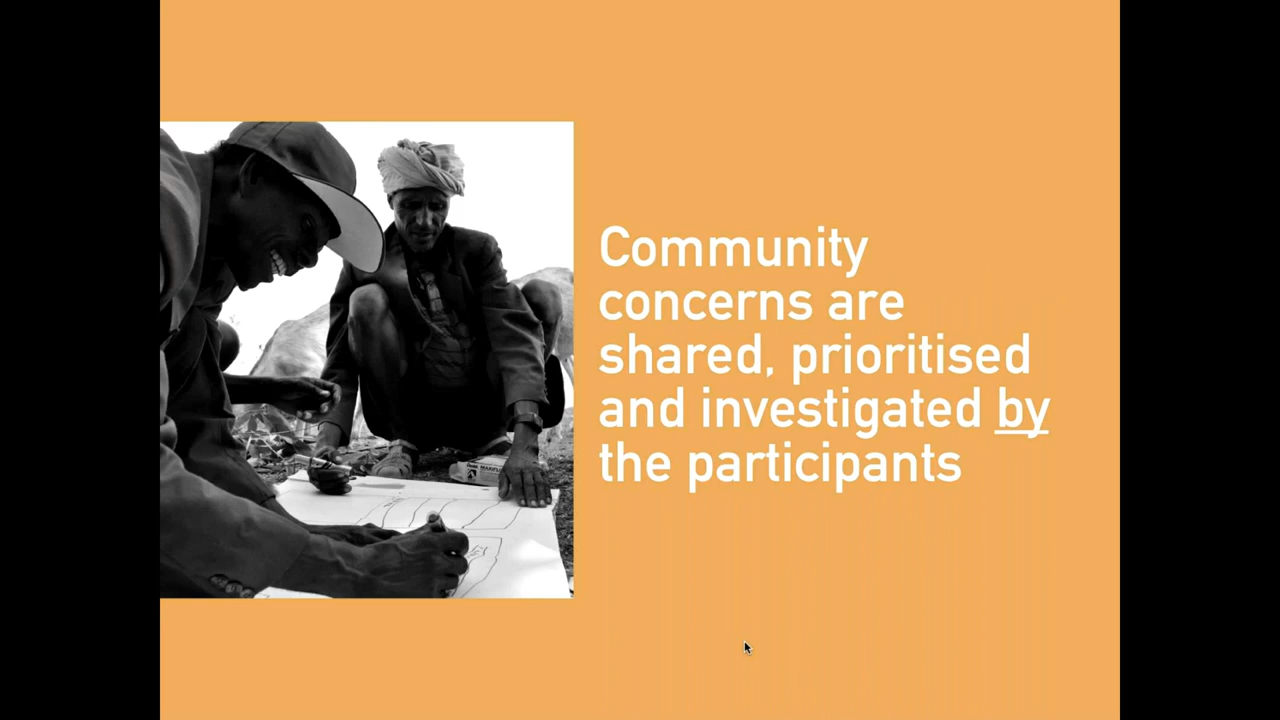 Community
concerns are
shared, prioritised
and investigated by
the participants